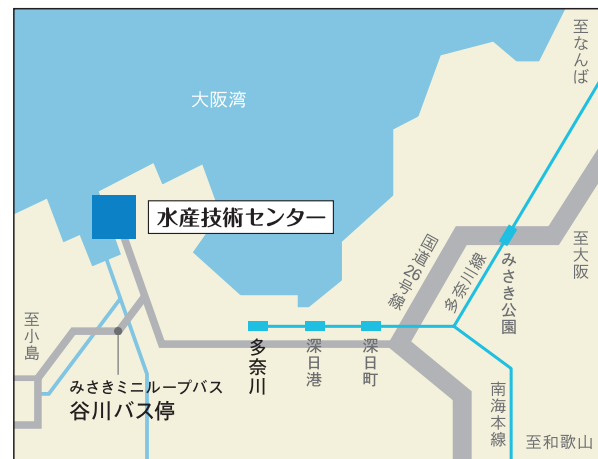 至なんば
大阪湾
水産技術センター
国道26号線
多奈川線
みさき公園
至大阪
至小島
多奈川
深日港
深日町
みさきミニループバス
谷川バス停
南海本線
至和歌山